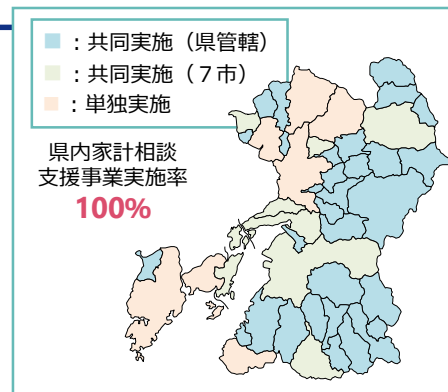 ：共同実施（県管轄）
：共同実施（７市）
：単独実施
県内家計相談
支援事業実施率
100%